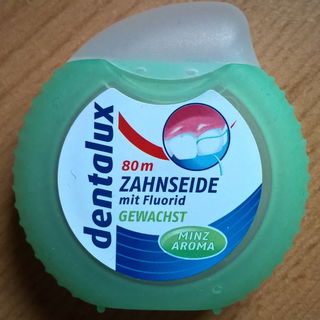 dentalux
80m
ZAHNSEIDE
mit Fluorid
GEWACHST
MINZ
AROMA